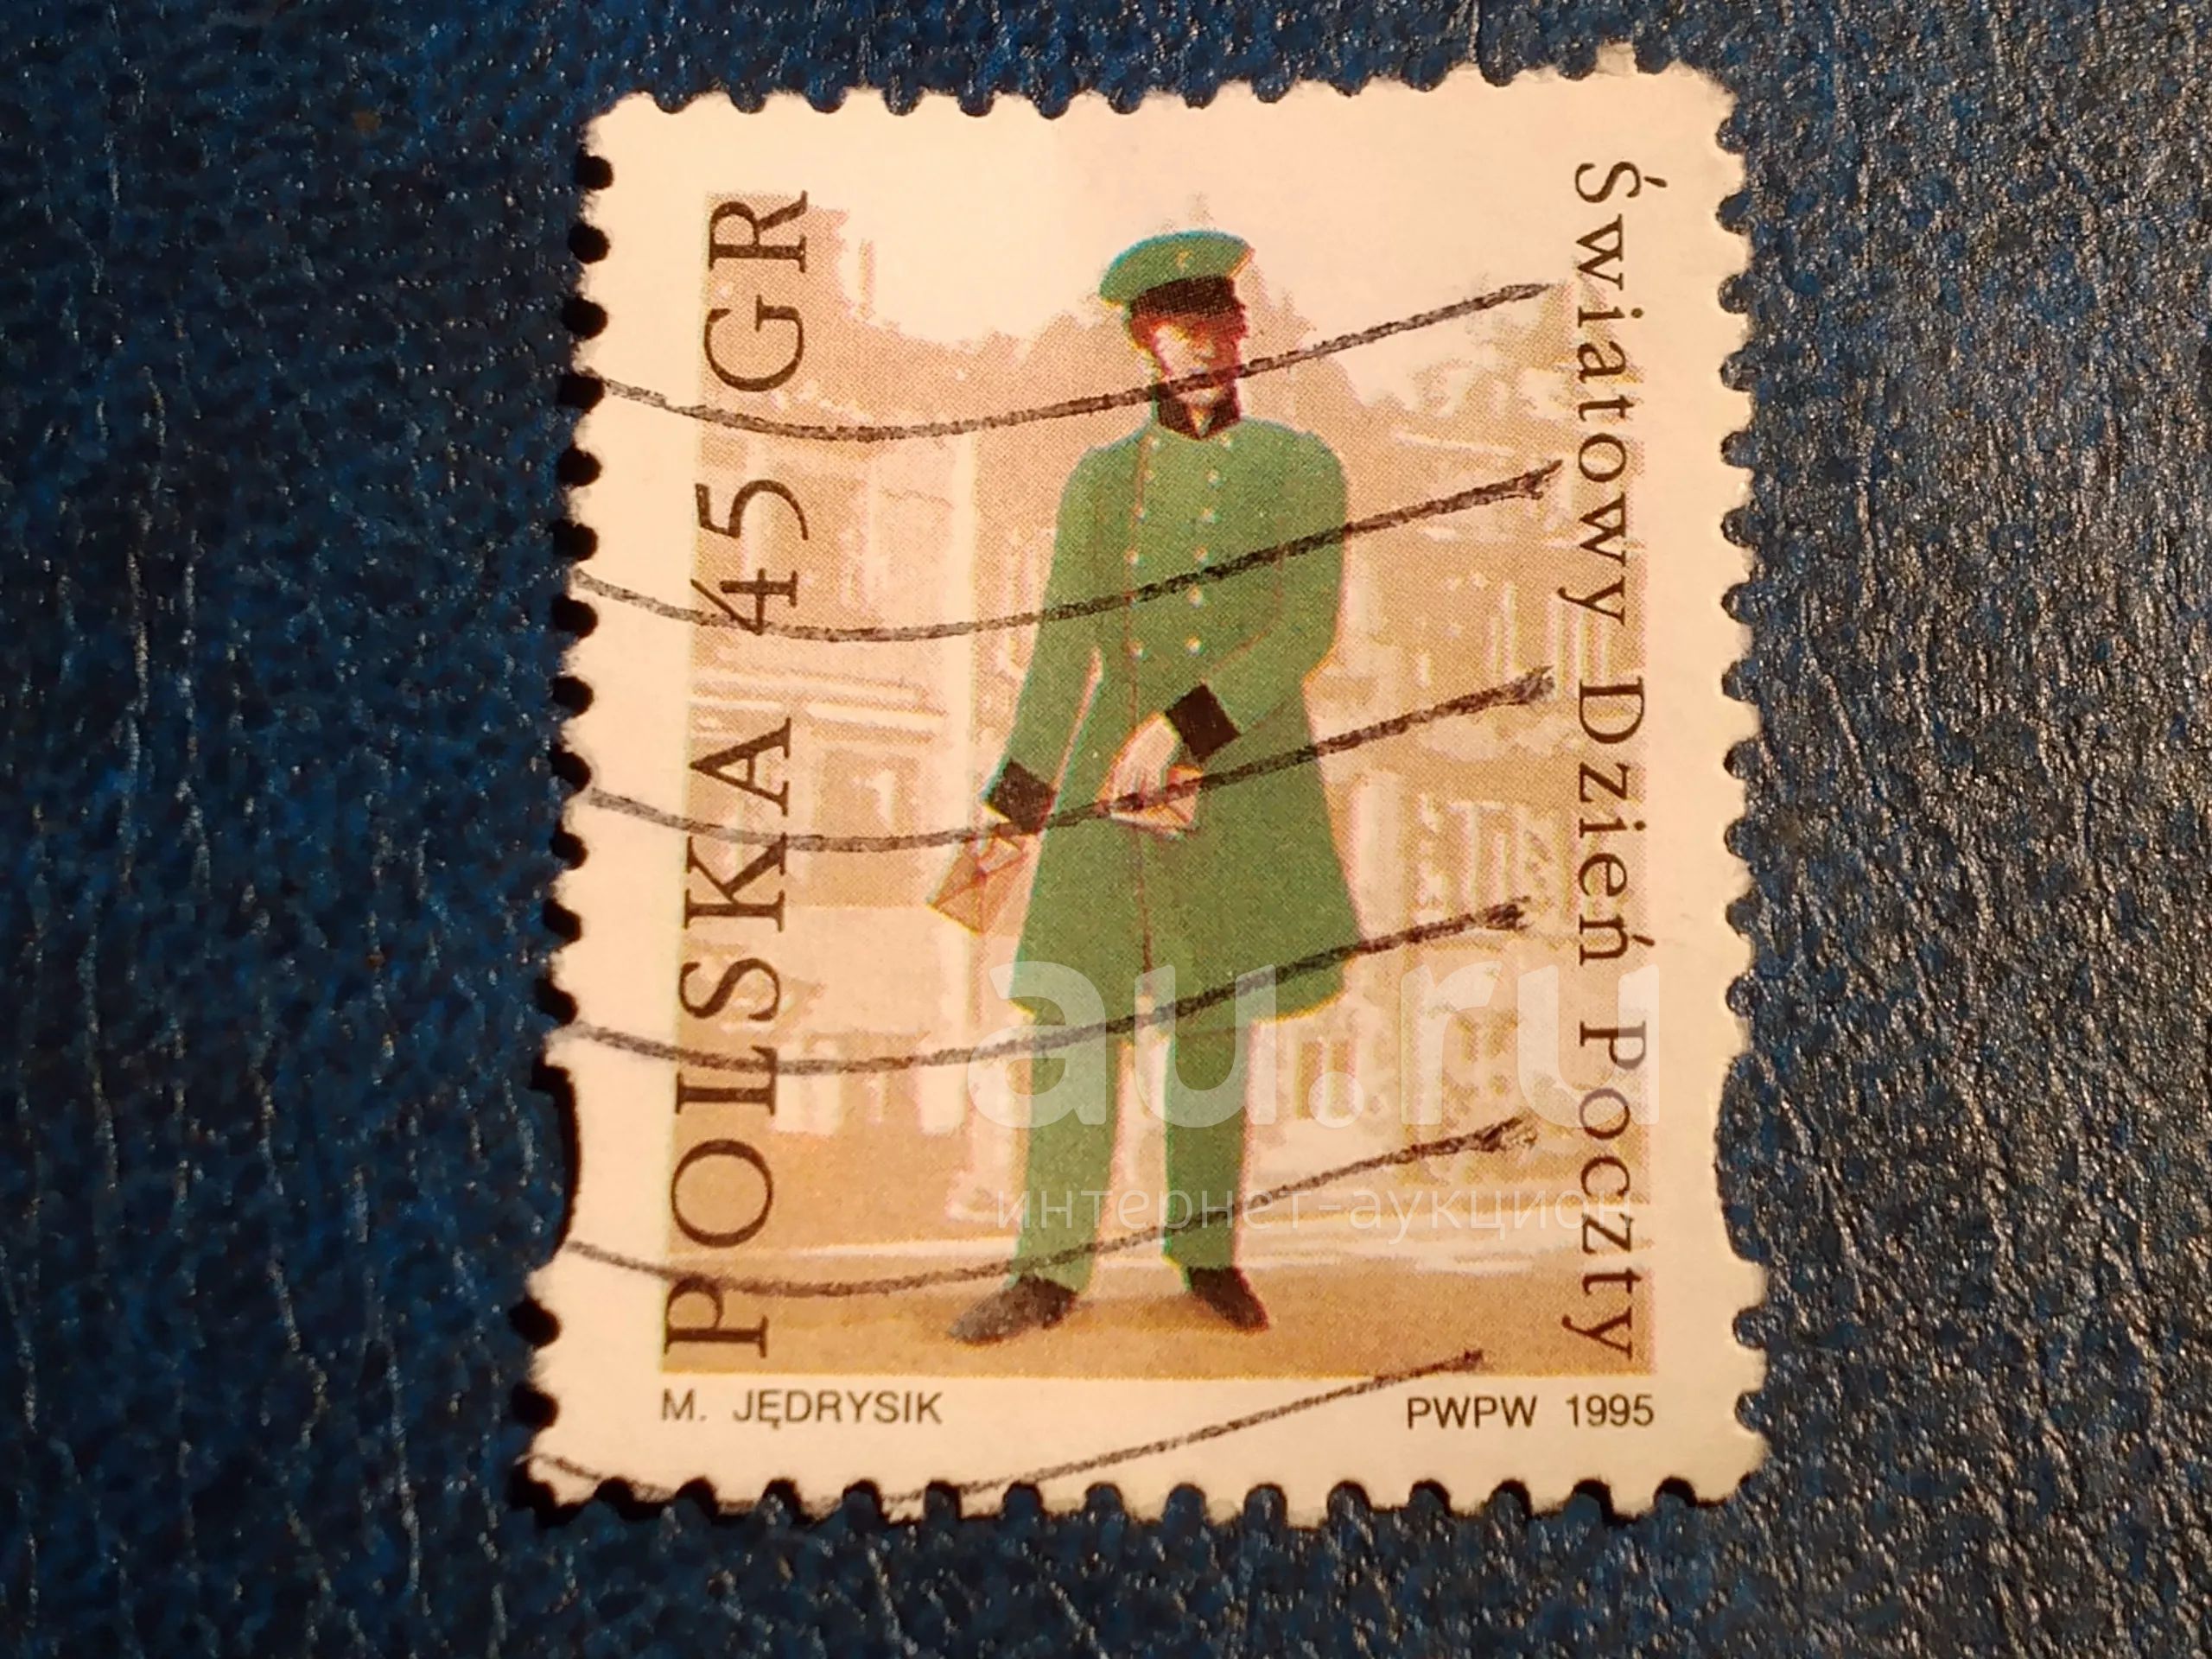 POLSKA 45 GR
Światowy Dzień Poczty
M. JĘDRYSIK
PWPW 1995
au.ru
интернет-аукцион